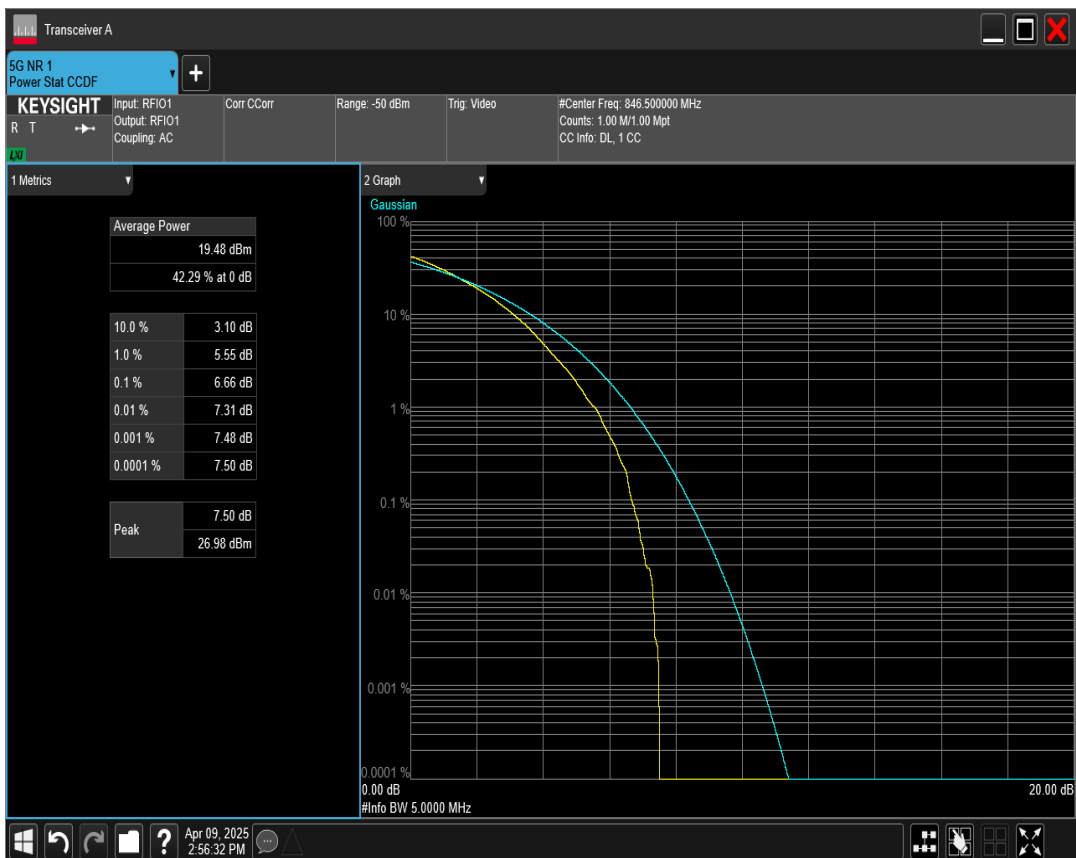 Transceiver A
5G NR 1
Power Stat CCDF
+
KEYSIGHT
R T
LXI
Input: RFIO1
Output: RFIO1
Coupling: AC
Corr CCorr
Range: -50 dBm
Trig: Video
#Center Freq: 846.500000 MHz
Counts: 1.00 M/1.00 Mpt
CC Info: DL, 1 CC
1 Metrics
Average Power
19.48 dBm
42.29 % at 0 dB
10.0 % 3.10 dB
1.0 % 5.55 dB
0.1 % 6.66 dB
0.01 % 7.31 dB
0.001 % 7.48 dB
0.0001 % 7.50 dB
Peak
7.50 dB
26.98 dBm
2 Graph
Gaussian
100 %
10 %
1 %
0.1 %
0.01 %
0.001 %
0.0001 %
0.00 dB
20.00 dB
#Info BW 5.0000 MHz
?
Apr 09, 2025
2:56:32 PM